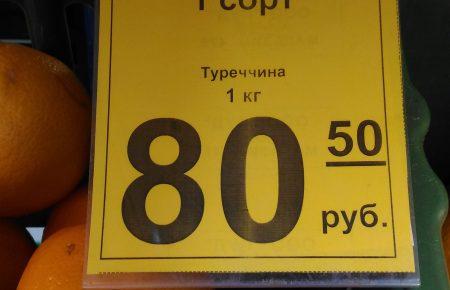 1 сорт
Туреччина
1 кг
80 50
руб.